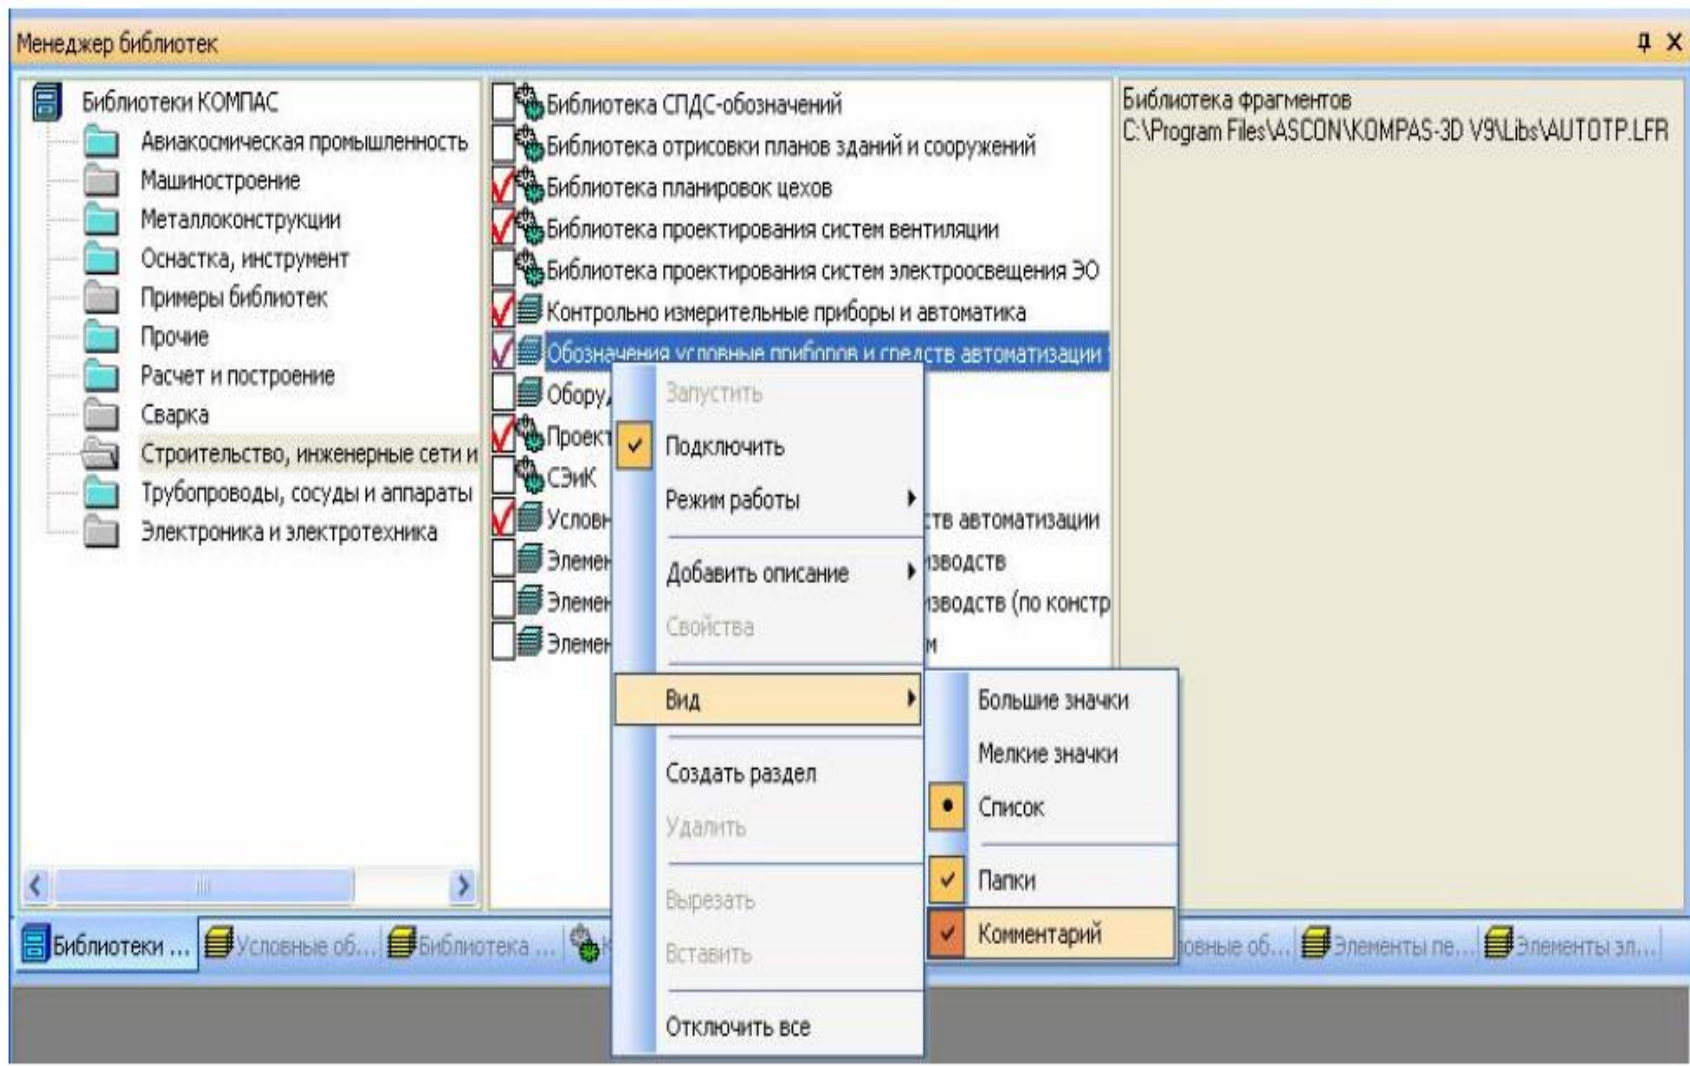 Менеджер библиотек
Библиотеки КОМПАС
Авиакосмическая промышленность
Машиностроение
Металлоконструкции
Оснастка, инструмент
Примеры библиотек
Прочие
Расчет и построение
Сварка
Строительство, инженерные сети и
Трубопроводы, сосуды и аппараты
Электроника и электротехника
Библиотека СПДС-обозначений
Библиотека отрисовки планов зданий и сооружений
Библиотека планировок цехов
Библиотека проектирования систем вентиляции
Библиотека проектирования систем электроосвещения ЭО
Контрольно измерительные приборы и автоматика
Обозначения условные приборов и средств автоматизации
Обору
Проект
СЭиК
Условн тв автоматизации
Элемен изводств
Элемен изводств (по констр
Элемен м
Библиотека фрагментов
C:\Program Files\ASCON\KOMPAS-3D V9\Libs\AUTOTP.LFR
Запустить
Подключить
Режим работы
Добавить описание
Свойства
Вид
Создать раздел
Удалить
Вырезать
Вставить
Отключить все
Большие значки
Мелкие значки
Список
Папки
Комментарий
Библиотеки ... Условные об... Библиотека ... овные об... Элементы пе... Элементы эл...